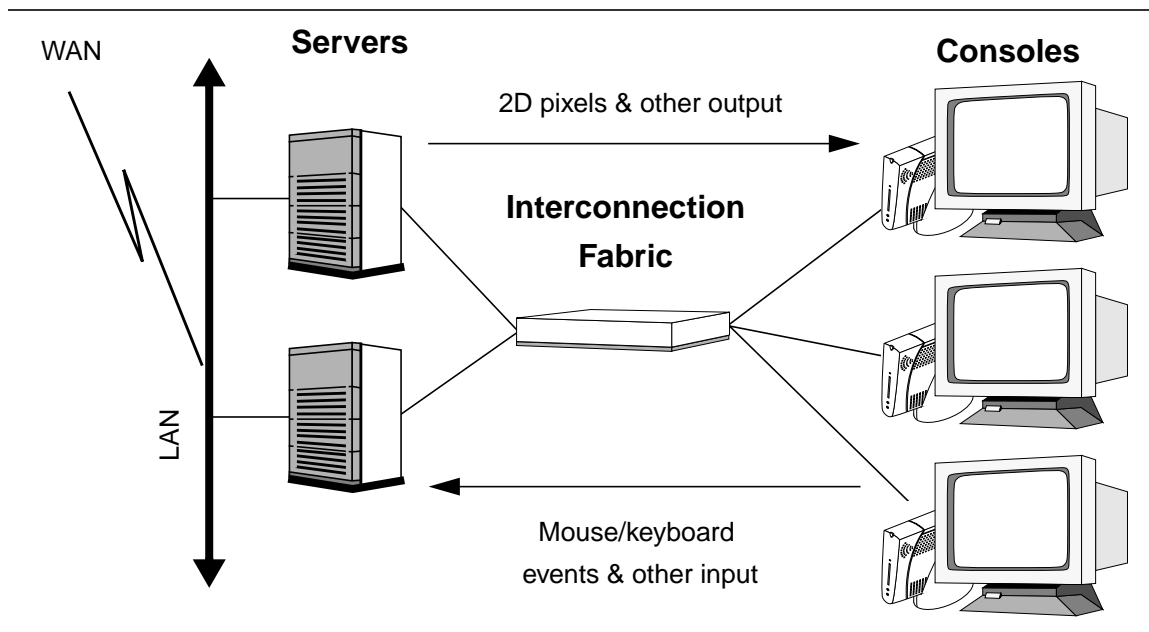 WAN
Servers
Consoles
2D pixels & other output
Interconnection
Fabric
LAN
Mouse/keyboard
events & other input